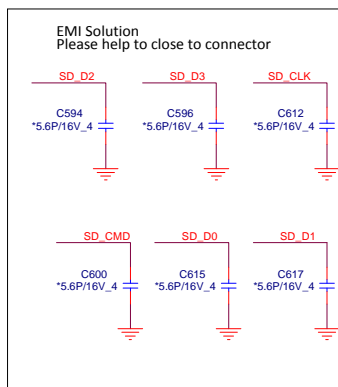 EMI Solution
Please help to close to connector
SD_D2 SD_D3 SD_CLK
C594 C596 C612
*5.6P/16V_4 *5.6P/16V_4 *5.6P/16V_4
SD_CMD SD_D0 SD_D1
C600 C615 C617
*5.6P/16V_4 *5.6P/16V_4 *5.6P/16V_4